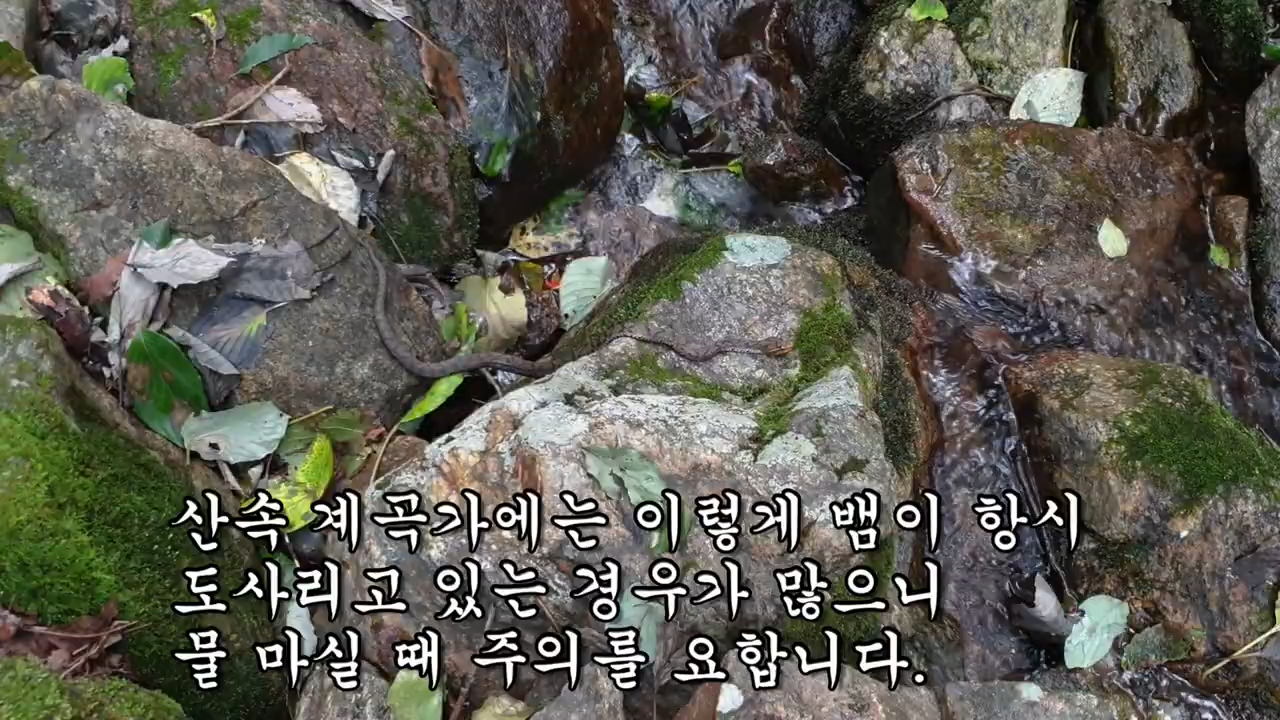 산속 계곡가에는 이렇게 뱀이 항시
도사리고 있는 경우가 많으니
물 마실 때 주의를 요합니다.